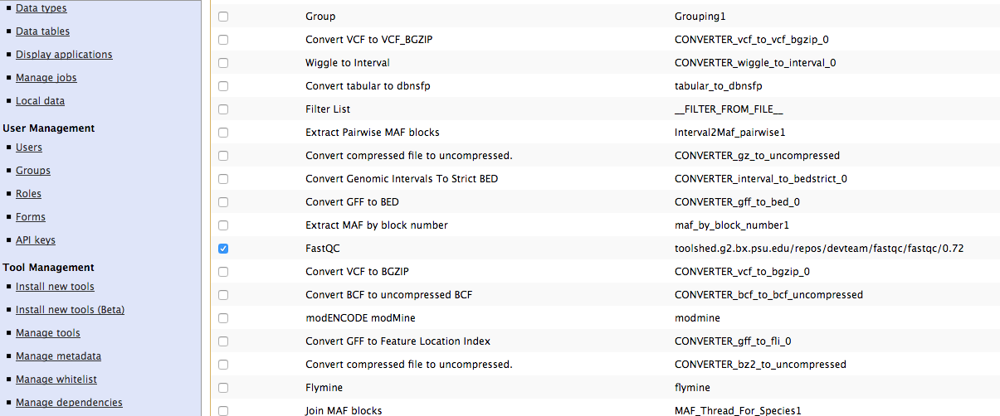 Data types
Data tables
Display applications
Manage jobs
Local data
User Management
Users
Groups
Roles
Forms
API keys
Tool Management
Install new tools
Install new tools (Beta)
Manage tools
Manage metadata
Manage whitelist
Manage dependencies
Group Grouping1
Convert VCF to VCF_BGZIP CONVERTER_vcf_to_vcf_bgzip_0
Wiggle to Interval CONVERTER_wiggle_to_interval_0
Convert tabular to dbnsfp tabular_to_dbnsfp
Filter List __FILTER_FROM_FILE__
Extract Pairwise MAF blocks Interval2Maf_pairwise1
Convert compressed file to uncompressed. CONVERTER_gz_to_uncompressed
Convert Genomic Intervals To Strict BED CONVERTER_interval_to_bedstrict_0
Convert GFF to BED CONVERTER_gff_to_bed_0
Extract MAF by block number maf_by_block_number1
FastQC toolshed.g2.bx.psu.edu/repos/devteam/fastqc/fastqc/0.72
Convert VCF to BGZIP CONVERTER_vcf_to_bgzip_0
Convert BCF to uncompressed BCF CONVERTER_bcf_to_bcf_uncompressed
modENCODE modMine modmine
Convert GFF to Feature Location Index CONVERTER_gff_to_fli_0
Convert compressed file to uncompressed. CONVERTER_bz2_to_uncompressed
Flymine flymine
Join MAF blocks MAF_Thread_For_Species1